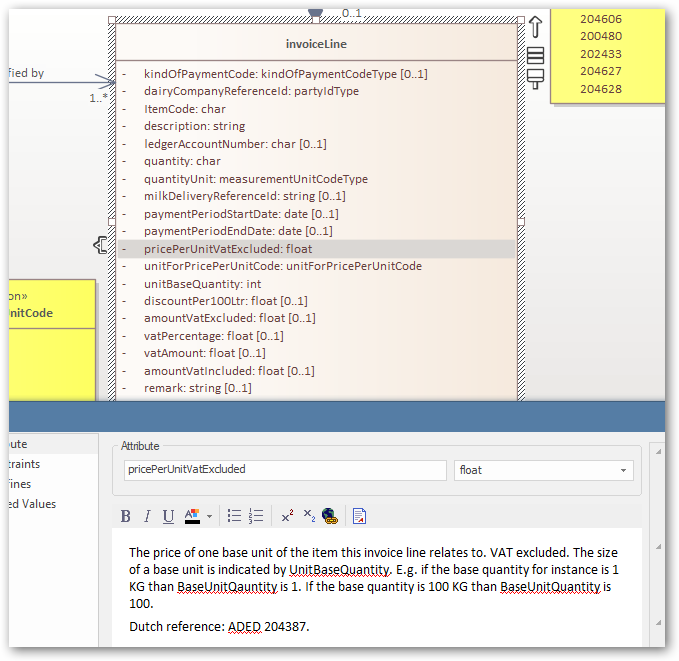 0..1
204606
200480
202433
204627
204628
fied by
1..*
invoiceLine
- kindOfPaymentCode: kindOfPaymentCodeType [0..1]
- dairyCompanyReferenceId: partyIdType
- ItemCode: char
- description: string
- ledgerAccountNumber: char [0..1]
- quantity: char
- quantityUnit: measurementUnitCodeType
- milkDeliveryReferenceId: string [0..1]
- paymentPeriodStartDate: date [0..1]
- paymentPeriodEndDate: date [0..1]
- pricePerUnitVatExcluded: float
- unitForPricePerUnitCode: unitForPricePerUnitCode
- unitBaseQuantity: int
- discountPer100Ltr: float [0..1]
- amountVatExcluded: float [0..1]
- vatPercentage: float [0..1]
- vatAmount: float [0..1]
- amountVatIncluded: float [0..1]
- remark: string [0..1]
on»
nitCode
ute
traints
fines
ed Values
Attribute
pricePerUnitVatExcluded float
B I U A x² x₂
The price of one base unit of the item this invoice line relates to. VAT excluded. The size
of a base unit is indicated by UnitBaseQuantity. E.g. if the base quantity for instance is 1
KG than BaseUnitQauntity is 1. If the base quantity is 100 KG than BaseUnitQuantity is
100.
Dutch reference: ADED 204387.